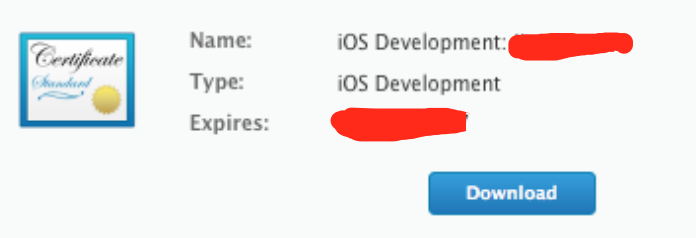 Certificate
Standard
Name: iOS Development:
Type: iOS Development
Expires:
Download